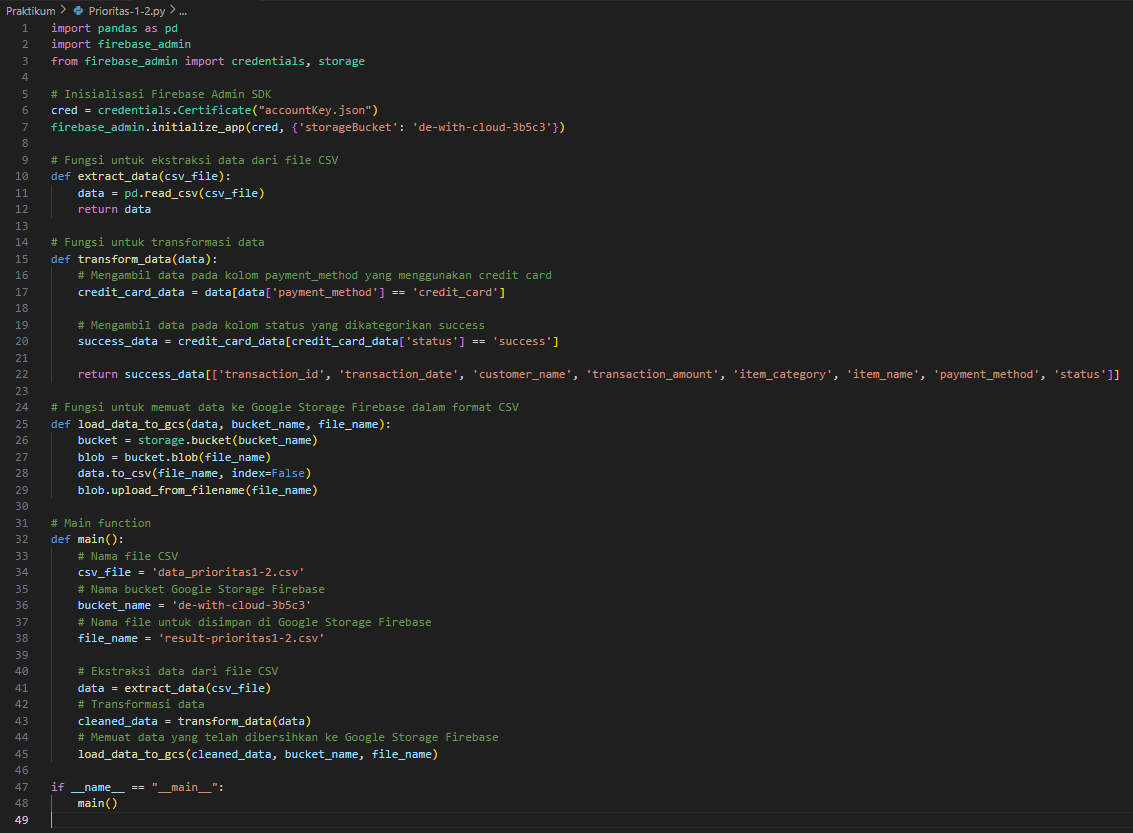 Praktikum > Prioritas-1-2.py > ...
1 import pandas as pd
2 import firebase_admin
3 from firebase_admin import credentials, storage
4
5 # Inisialisasi Firebase Admin SDK
6 cred = credentials.Certificate("accountKey.json")
7 firebase_admin.initialize_app(cred, {'storageBucket': 'de-with-cloud-3b5c3'})
8
9 # Fungsi untuk ekstraksi data dari file CSV
10 def extract_data(csv_file):
11     data = pd.read_csv(csv_file)
12     return data
13
14 # Fungsi untuk transformasi data
15 def transform_data(data):
16     # Mengambil data pada kolom payment_method yang menggunakan credit card
17     credit_card_data = data[data['payment_method'] == 'credit_card']
18
19     # Mengambil data pada kolom status yang dikategorikan success
20     success_data = credit_card_data[credit_card_data['status'] == 'success']
21
22     return success_data[['transaction_id', 'transaction_date', 'customer_name', 'transaction_amount', 'item_category', 'item_name', 'payment_method', 'status']]
23
24 # Fungsi untuk memuat data ke Google Storage Firebase dalam format CSV
25 def load_data_to_gcs(data, bucket_name, file_name):
26     bucket = storage.bucket(bucket_name)
27     blob = bucket.blob(file_name)
28     data.to_csv(file_name, index=False)
29     blob.upload_from_filename(file_name)
30
31 # Main function
32 def main():
33     # Nama file CSV
34     csv_file = 'data_prioritas1-2.csv'
35     # Nama bucket Google Storage Firebase
36     bucket_name = 'de-with-cloud-3b5c3'
37     # Nama file untuk disimpan di Google Storage Firebase
38     file_name = 'result-prioritas1-2.csv'
39
40     # Ekstraksi data dari file CSV
41     data = extract_data(csv_file)
42     # Transformasi data
43     cleaned_data = transform_data(data)
44     # Memuat data yang telah dibersihkan ke Google Storage Firebase
45     load_data_to_gcs(cleaned_data, bucket_name, file_name)
46
47 if __name__ == "__main__":
48     main()
49